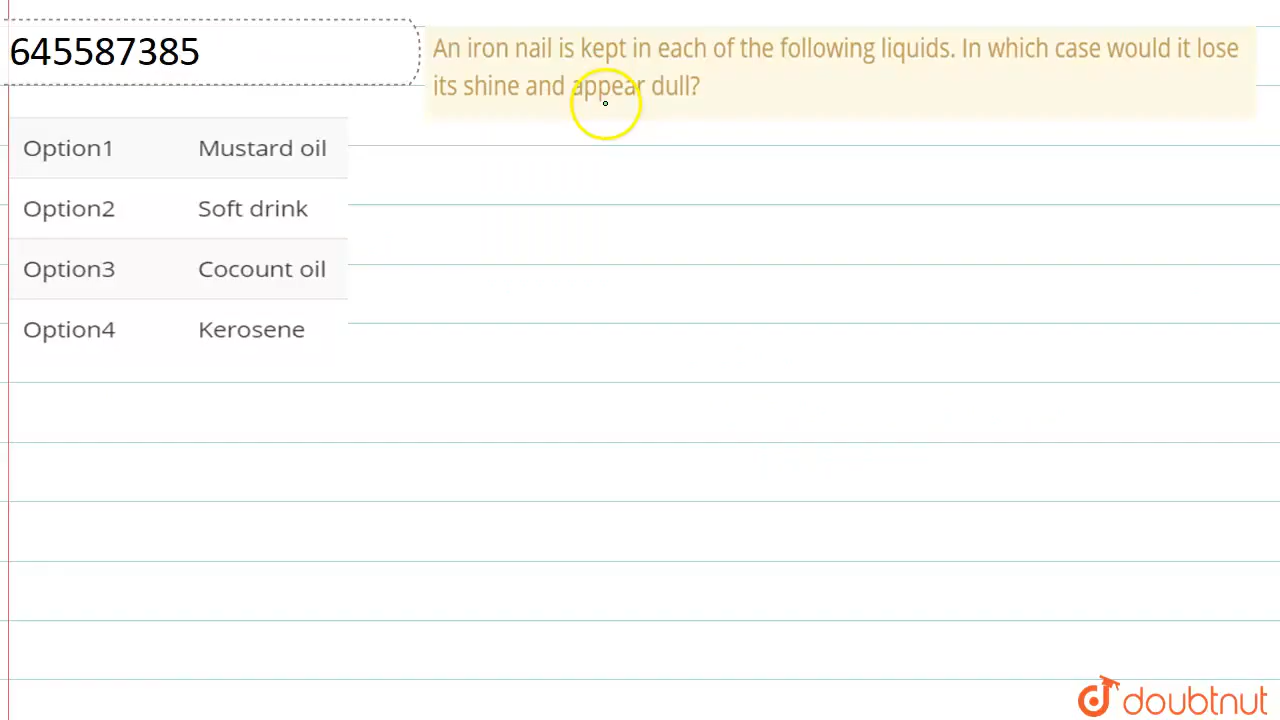 645587385
An iron nail is kept in each of the following liquids. In which case would it lose
its shine and appear dull?
Option1 Mustard oil
Option2 Soft drink
Option3 Cocount oil
Option4 Kerosene
doubtnut